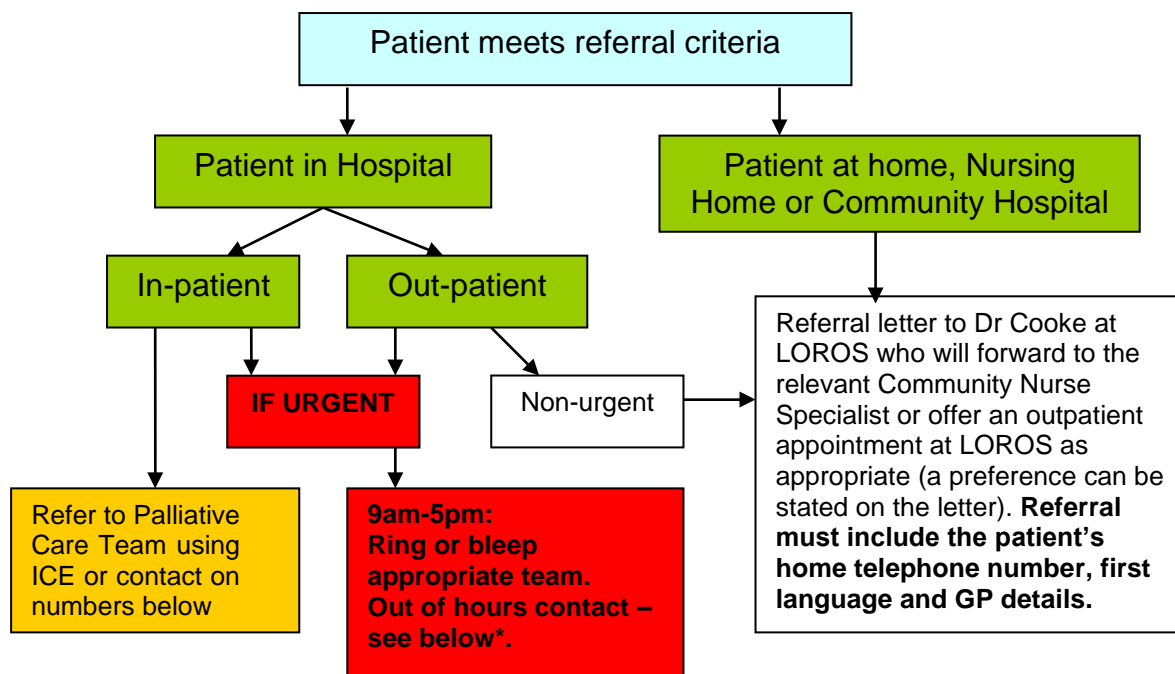 Patient meets referral criteria
Patient in Hospital
Patient at home, Nursing
Home or Community Hospital
In-patient
Out-patient
IF URGENT
Non-urgent
Referral letter to Dr Cooke at
LOROS who will forward to the
relevant Community Nurse
Specialist or offer an outpatient
appointment at LOROS as
appropriate (a preference can be
stated on the letter). Referral
must include the patient's
home telephone number, first
language and GP details.
Refer to Palliative
Care Team using
ICE or contact on
numbers below
9am-5pm:
Ring or bleep
appropriate team.
Out of hours contact –
see below*.